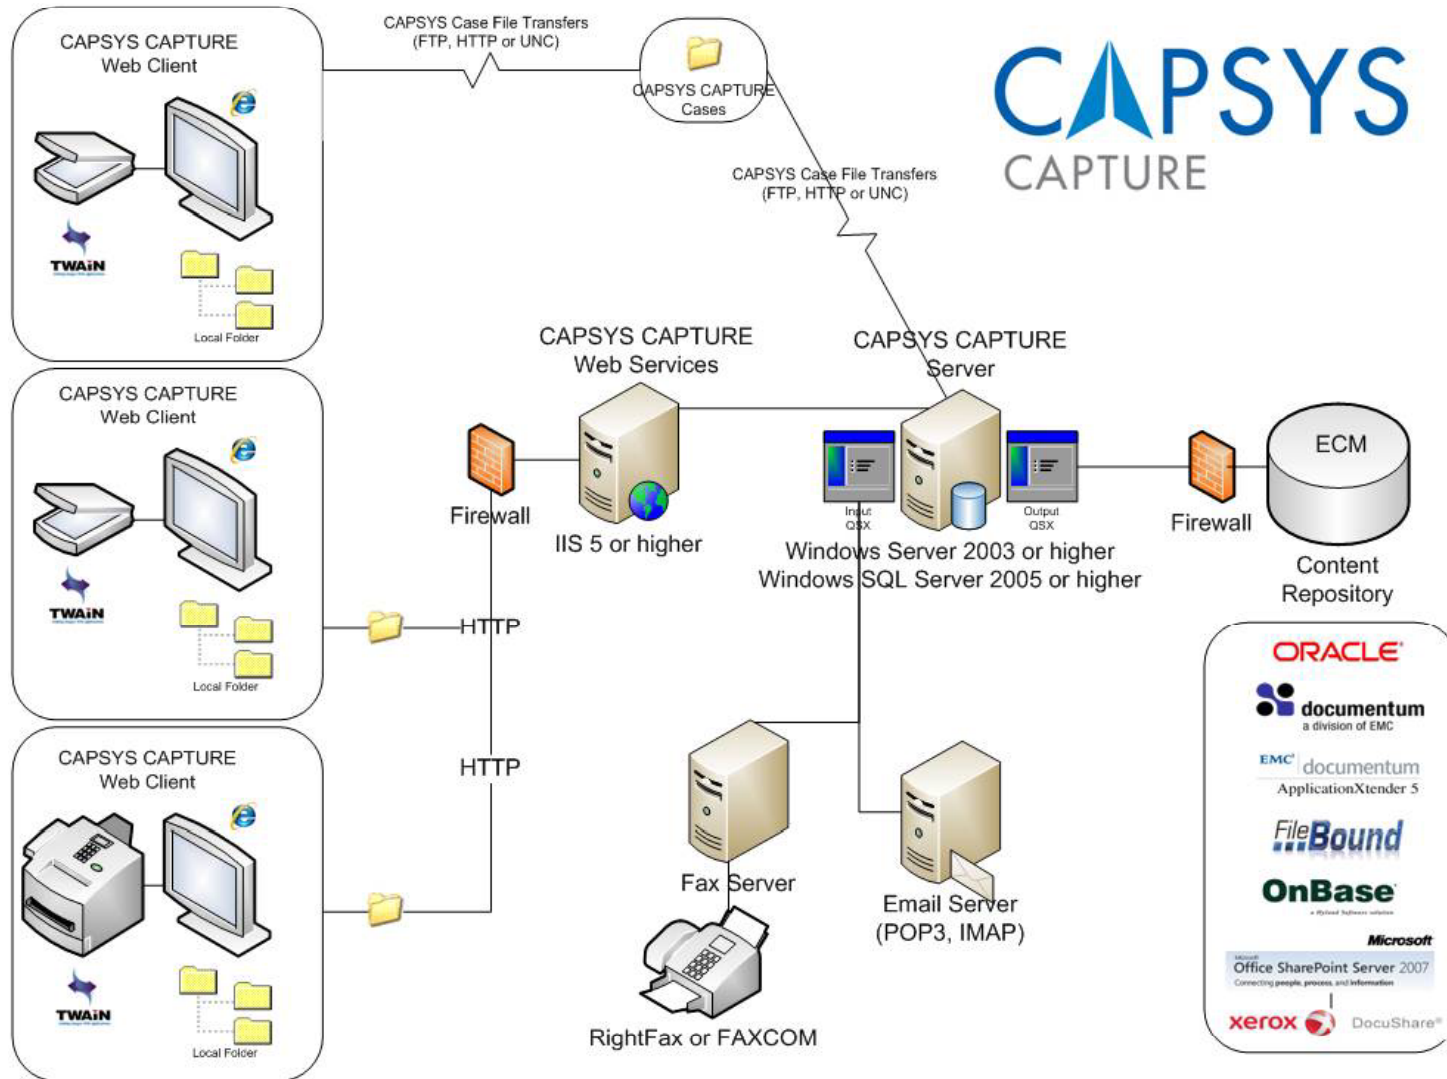 CAPSYS CAPTURE
Web Client
TWAIN
Local Folder
CAPSYS Case File Transfers
(FTP, HTTP or UNC)
CAPSYS CAPTURE
Cases
CAPSYS Case File Transfers
(FTP, HTTP or UNC)
CAPSYS
CAPTURE
CAPSYS CAPTURE
Web Client
TWAIN
Local Folder
HTTP
CAPSYS CAPTURE
Web Client
TWAIN
Local Folder
HTTP
Firewall
CAPSYS CAPTURE
Web Services
IIS 5 or higher
CAPSYS CAPTURE
Server
Input
QSX
Output
QSX
Windows Server 2003 or higher
Windows SQL Server 2005 or higher
Fax Server
RightFax or FAXCOM
Email Server
(POP3, IMAP)
Firewall
ECM
Content
Repository
ORACLE
documentum
a division of EMC
EMC² documentum
ApplicationXtender 5
FileBound
OnBase
a Hyland Software solution
Microsoft
Microsoft
Office SharePoint Server 2007
Connecting people, process, and information
xerox DocuShare®